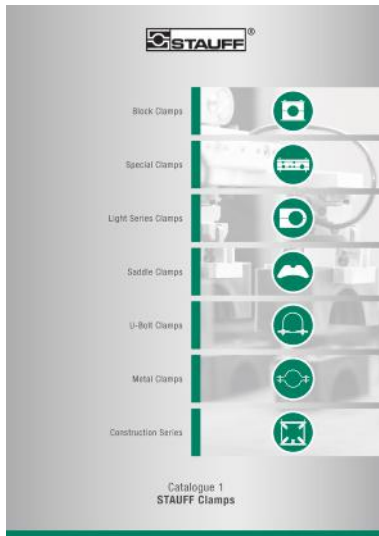 STAUFF®
Block Clamps
Special Clamps
Light Series Clamps
Saddle Clamps
U-Bolt Clamps
Metal Clamps
Construction Series
Catalogue 1
STAUFF Clamps